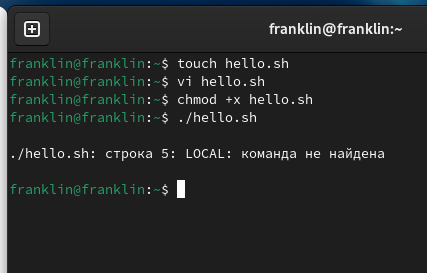 franklin@franklin:~
franklin@franklin:~$ touch hello.sh
franklin@franklin:~$ vi hello.sh
franklin@franklin:~$ chmod +x hello.sh
franklin@franklin:~$ ./hello.sh
./hello.sh: строка 5: LOCAL: команда не найдена
franklin@franklin:~$